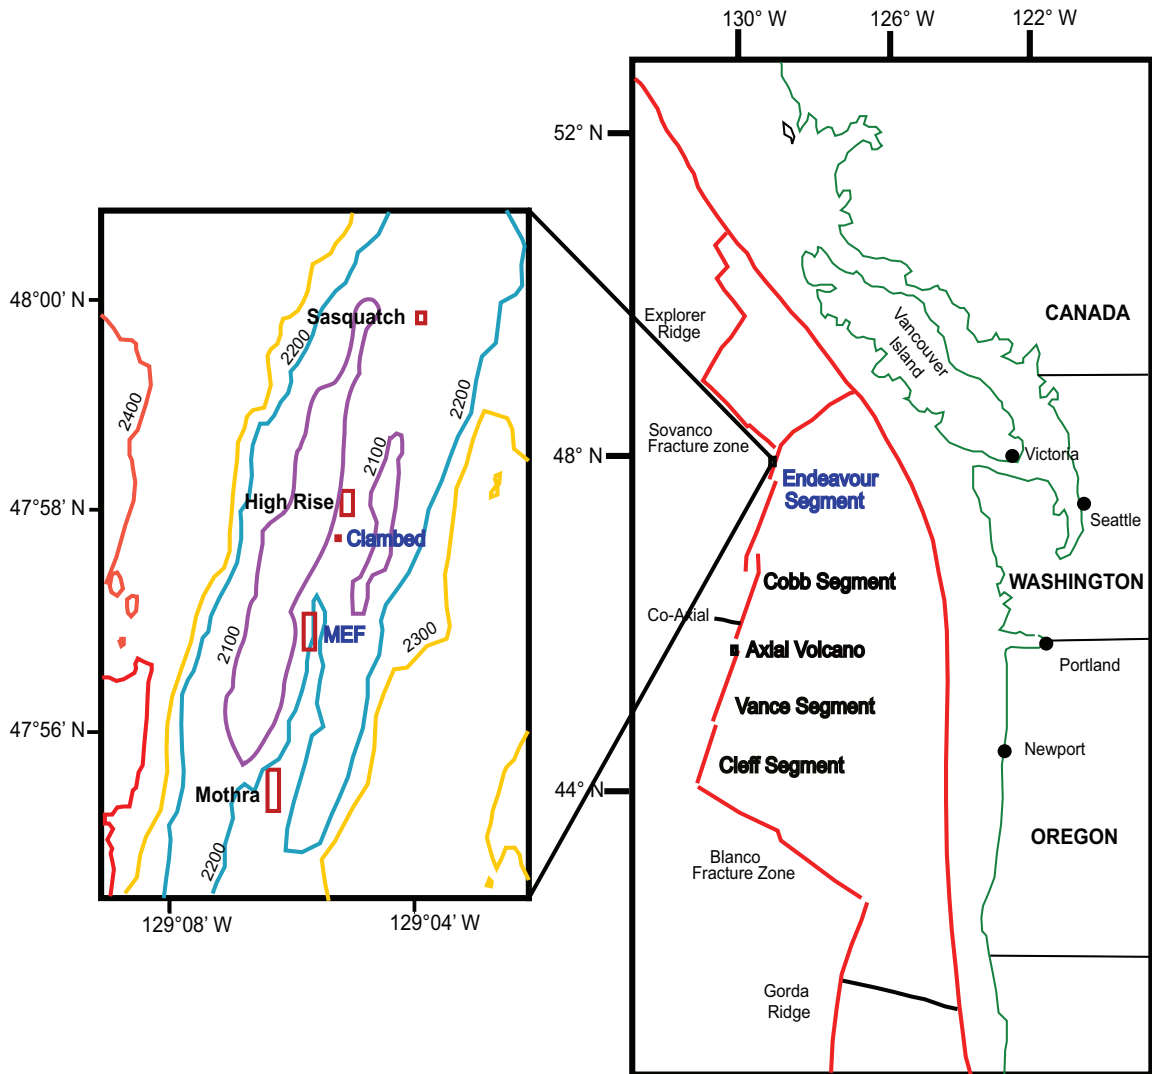 130° W
126° W
122° W
52° N
48° N
44° N
CANADA
Explorer
Ridge
Vancouver
Island
Sovanco
Fracture zone
Victoria
Endeavour
Segment
Seattle
Cobb Segment
WASHINGTON
Co-Axial
Axial Volcano
Portland
Vance Segment
Newport
Cleff Segment
OREGON
Blanco
Fracture Zone
Gorda
Ridge
48°00' N
47°58' N
47°56' N
129°08' W
129°04' W
Sasquatch
2200
2400
2200
2100
High Rise
Clambed
MEF
2100
2300
Mothra
2200